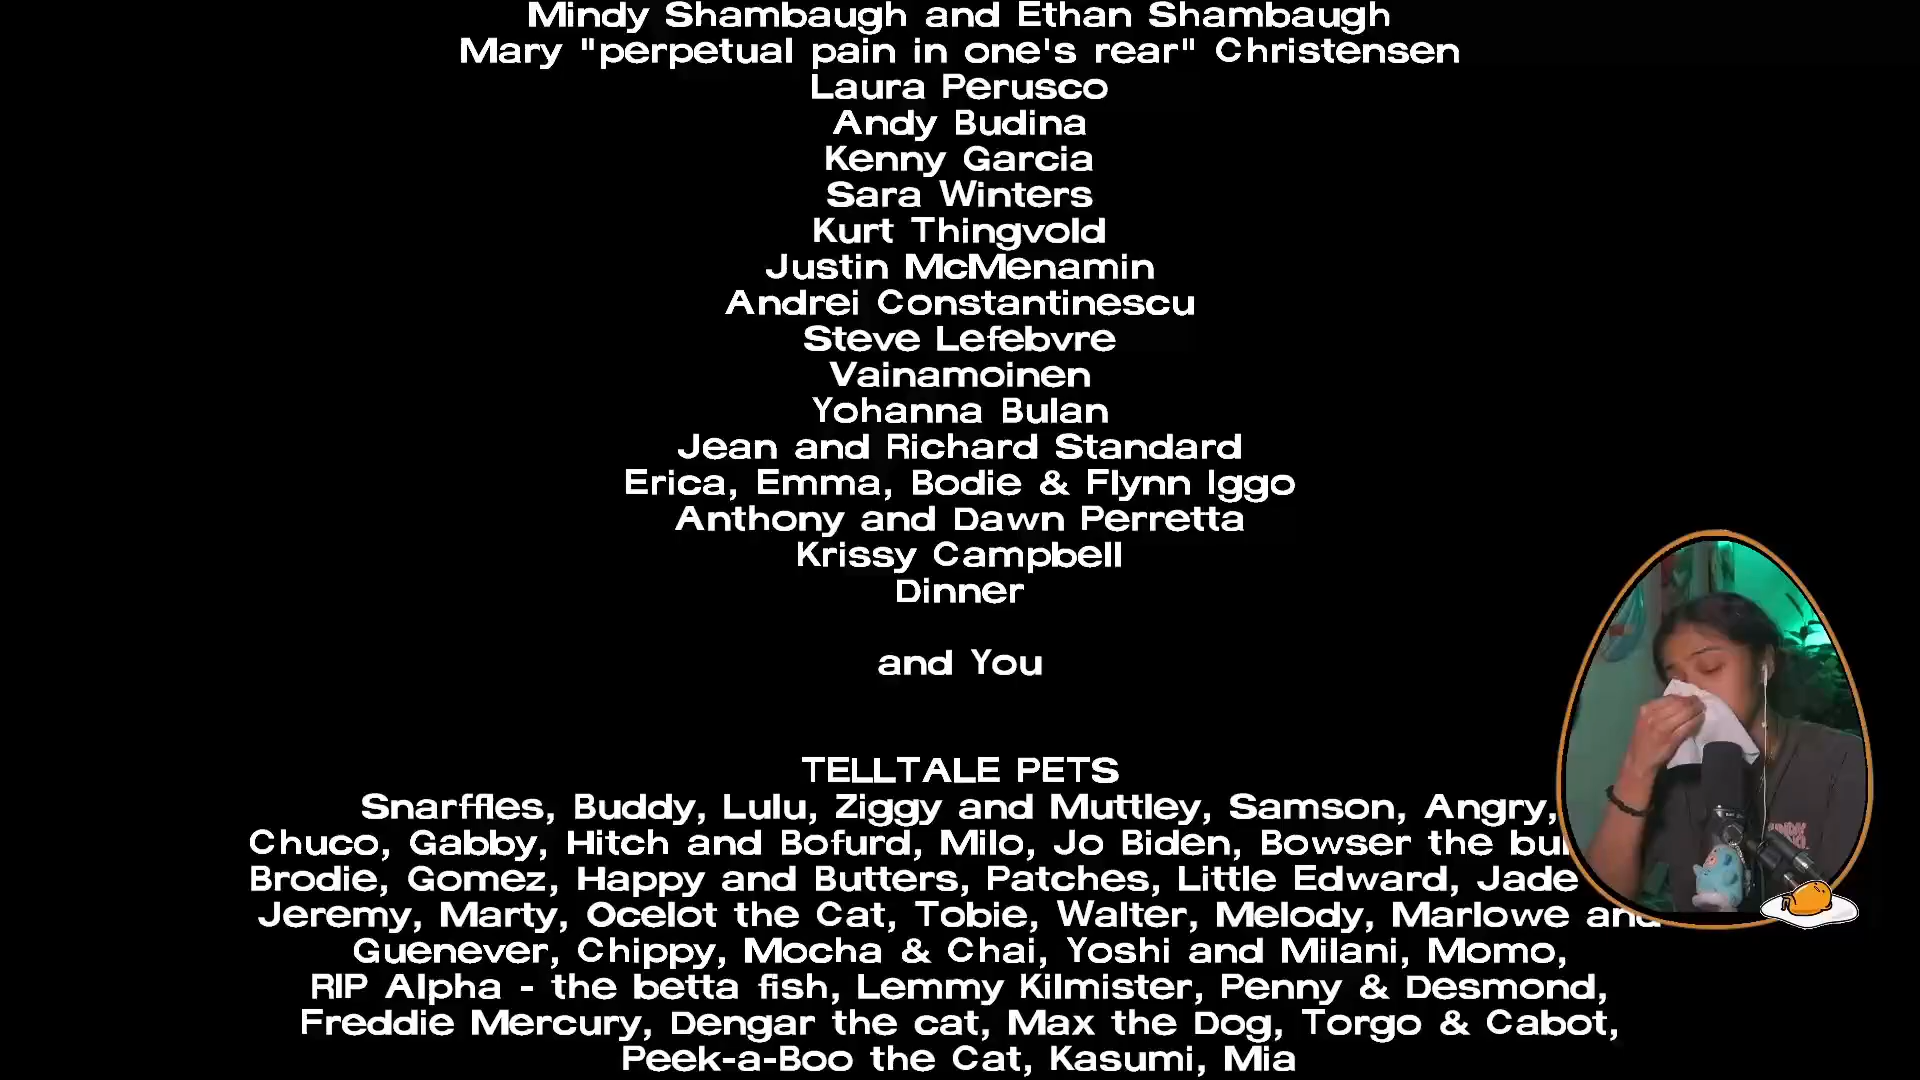 Mindy Shambaugh and Ethan Shambaugh
Mary "perpetual pain in one's rear" Christensen
Laura Perusco
Andy Budina
Kenny Garcia
Sara Winters
Kurt Thingvold
Justin McMenamin
Andrei Constantinescu
Steve Lefebvre
Vainamoinen
Yohanna Bulan
Jean and Richard Standard
Erica, Emma, Bodie & Flynn Iggo
Anthony and Dawn Perretta
Krissy Campbell
Dinner
and You
TELLTALE PETS
Snarffles, Buddy, Lulu, Ziggy and Muttley, Samson, Angry,
Chuco, Gabby, Hitch and Bofurd, Milo, Jo Biden, Bowser the
Brodie, Gomez, Happy and Butters, Patches, Little Edward, Jade
Jeremy, Marty, Ocelot the Cat, Tobie, Walter, Melody, Marlowe and
Guenever, Chippy, Mocha & Chai, Yoshi and Milani, Momo,
RIP Alpha - the betta fish, Lemmy Kilmister, Penny & Desmond,
Freddie Mercury, Dengar the cat, Max the Dog, Torgo & Cabot,
Peek-a-Boo the Cat, Kasumi, Mia